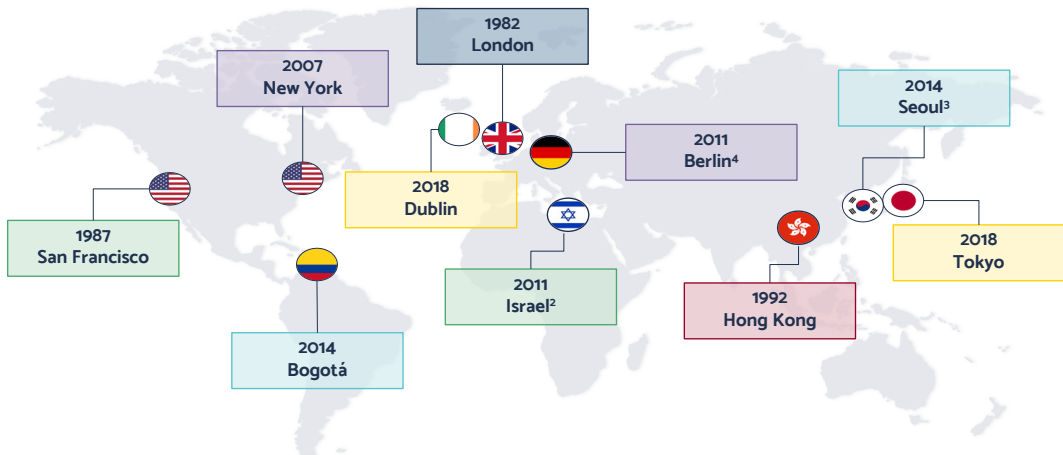 1982
London
2007
New York
2014
Seoul³
2011
Berlin⁴
2018
Dublin
1987
San Francisco
2018
Tokyo
2011
Israel²
1992
Hong Kong
2014
Bogotá